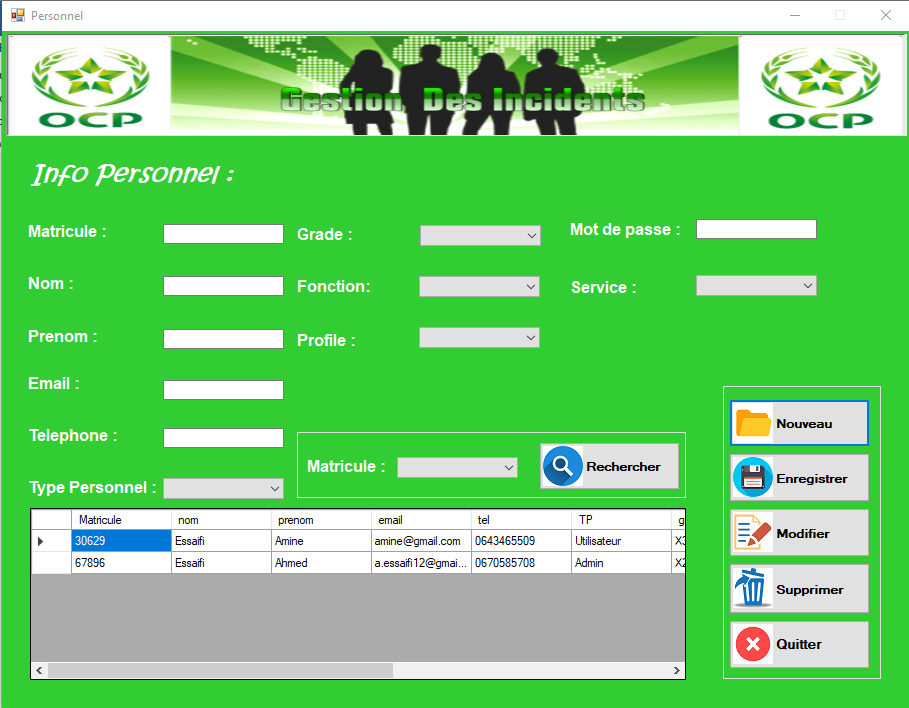 Personnel
OCP
Gestion Des Incidents
OCP
Info Personnel :
Matricule :
Grade :
Mot de passe :
Nom :
Fonction:
Service :
Prenom :
Profile :
Email :
Telephone :
Type Personnel :
Matricule :
Rechercher
Matricule nom prenom email tel TP g
30629 Essaifi Amine amine@gmail.com 0643465509 Utilisateur X3
67896 Essaifi Ahmed a.essaifi12@gmai... 0670585708 Admin X2
Nouveau
Enregistrer
Modifier
Supprimer
Quitter